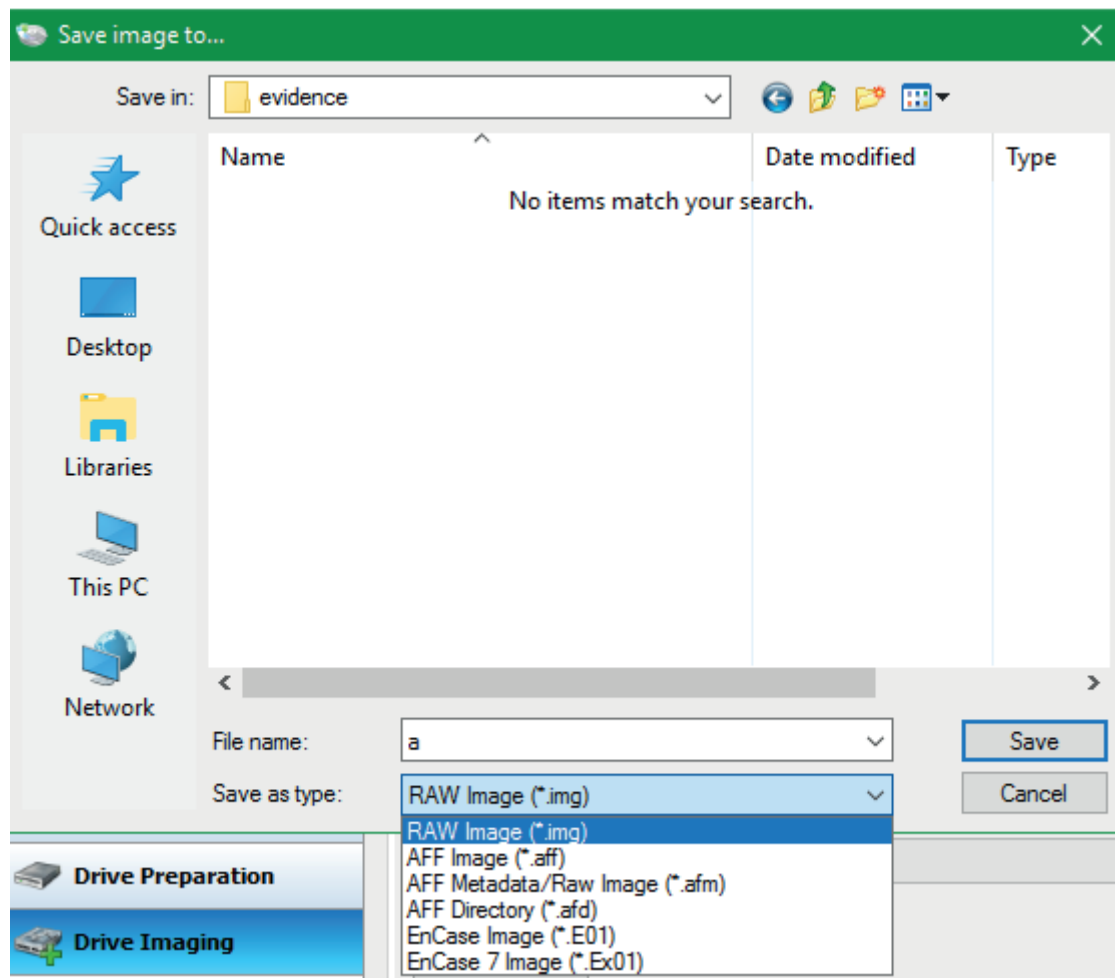 Save image to...
Save in:
evidence
Name
Date modified
Type
No items match your search.
Quick access
Desktop
Libraries
This PC
Network
File name:
a
Save
Save as type:
RAW Image (*.img)
Cancel
RAW Image (*.img)
AFF Image (*.aff)
AFF Metadata/Raw Image (*.afm)
AFF Directory (*.afd)
EnCase Image (*.E01)
EnCase 7 Image (*.Ex01)
Drive Preparation
Drive Imaging